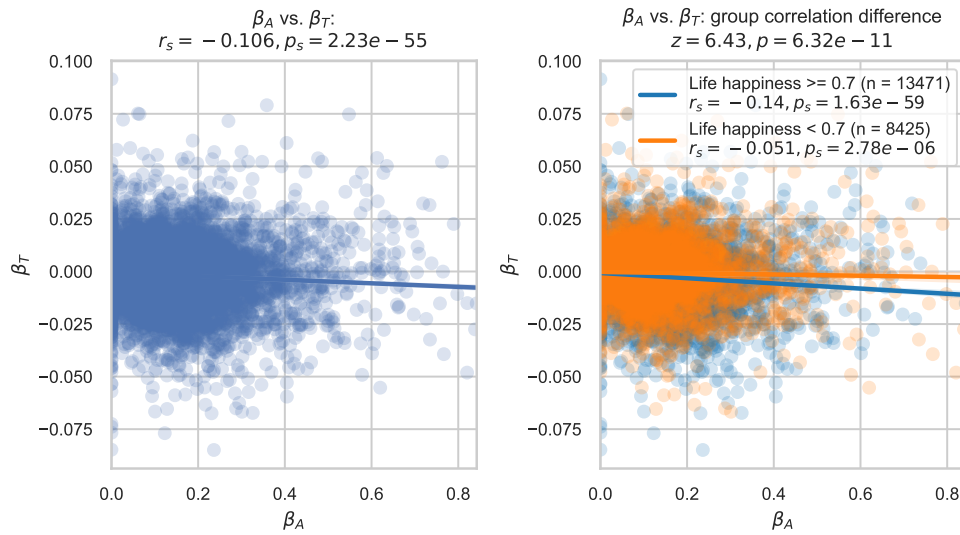 β_A vs. β_T:
r_s = −0.106, p_s = 2.23e − 55
0.100
0.075
0.050
0.025
0.000
−0.025
−0.050
−0.075
β_T
0.0
0.2
0.4
0.6
0.8
β_A
β_A vs. β_T: group correlation difference
z = 6.43, p = 6.32e − 11
Life happiness >= 0.7 (n = 13471)
r_s = −0.14, p_s = 1.63e − 59
Life happiness < 0.7 (n = 8425)
r_s = −0.051, p_s = 2.78e − 06
0.100
0.075
0.050
0.025
0.000
−0.025
−0.050
−0.075
β_T
0.0
0.2
0.4
0.6
0.8
β_A